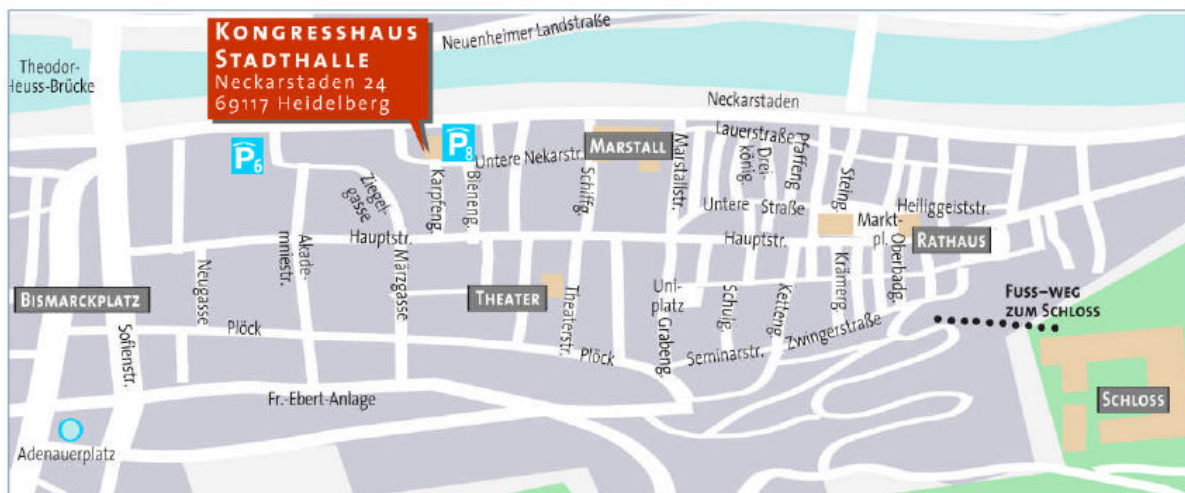 KONGRESSHAUS
STADTHALLE
Neckarstaden 24
69117 Heidelberg
Neuenheimer Landstraße
Theodor-
Heuss-Brücke
Neckarstaden
P6
P8
Untere Nekarstr.
MARSTALL
Marstallstr.
Lauerstraße
Drei
könig.
Pfaffeng
Steing.
Ziegel-
gasse
Karpfeng.
Bieneng.
Schiffg.
Untere Straße
Heiliggeiststr.
Markt-
pl.
Hauptstr.
Hauptstr.
RATHAUS
Oberbadg.
Akade-
mniestr.
Märzgasse
Neugasse
BISMARCKPLATZ
THEATER
Theaterstr.
Uni-
platz
Grabeng.
Schulg.
Ketteng.
Krämerg.
Zwingerstraße
FUSS–WEG
ZUM SCHLOSS
Sofienstr.
Plöck
Plöck
Seminarstr.
Fr.-Ebert-Anlage
SCHLOSS
Adenauerplatz